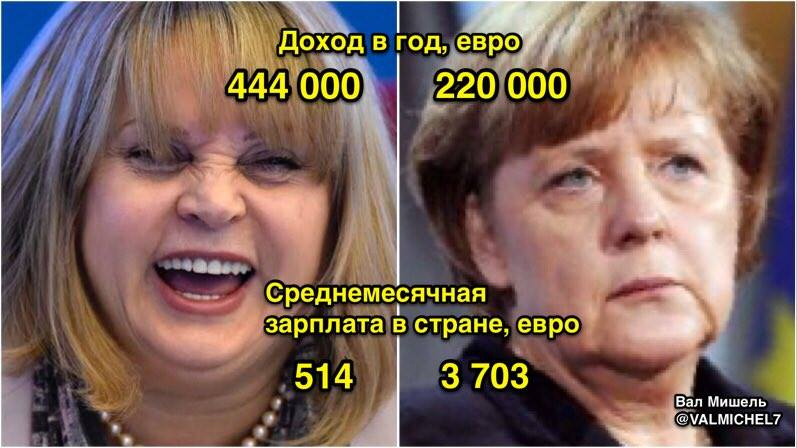 Доход в год, евро
444 000 220 000
Среднемесячная
зарплата в стране, евро
514 3 703
Вал Мишель
@VALMICHEL7